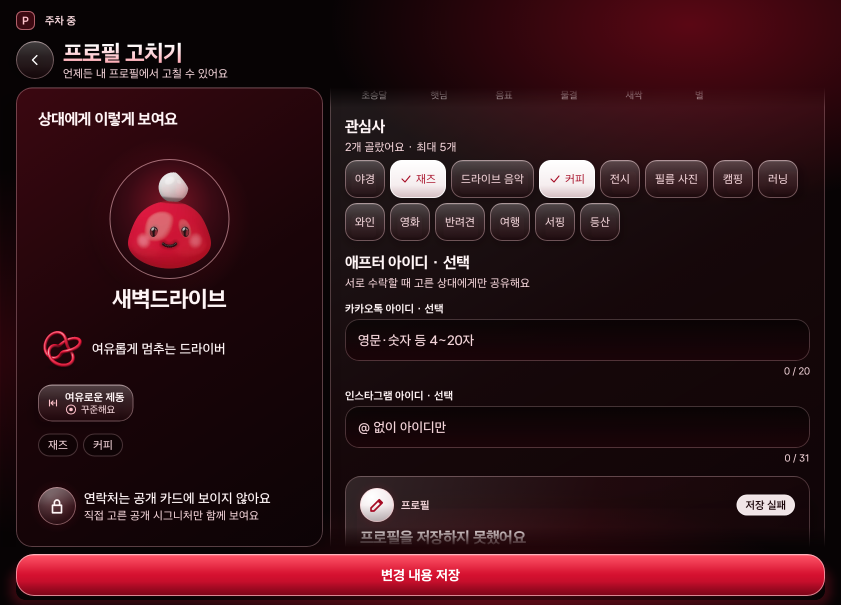 P 주차 중
프로필 고치기
언제든 내 프로필에서 고칠 수 있어요
상대에게 이렇게 보여요
새벽드라이브
여유롭게 멈추는 드라이버
여유로운 제동
꾸준해요
재즈 커피
연락처는 공개 카드에 보이지 않아요
직접 고른 공개 시그니처만 함께 보여요
초승달 햇님 음표 물결 새싹 별
관심사
2개 골랐어요 · 최대 5개
야경 재즈 드라이브 음악 커피 전시 필름 사진 캠핑 러닝
와인 영화 반려견 여행 서핑 등산
애프터 아이디 · 선택
서로 수락할 때 고른 상대에게만 공유해요
카카오톡 아이디 · 선택
영문·숫자 등 4~20자
0 / 20
인스타그램 아이디 · 선택
@ 없이 아이디만
0 / 31
프로필 저장 실패
프로필을 저장하지 못했어요
변경 내용 저장